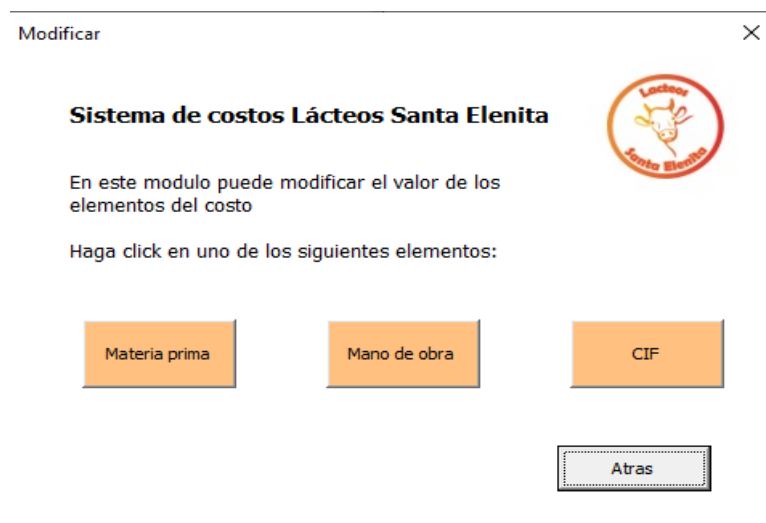 Modificar
Sistema de costos Lácteos Santa Elenita
Lacteos
Santa Elenita
En este modulo puede modificar el valor de los
elementos del costo
Haga click en uno de los siguientes elementos:
Materia prima
Mano de obra
CIF
Atras